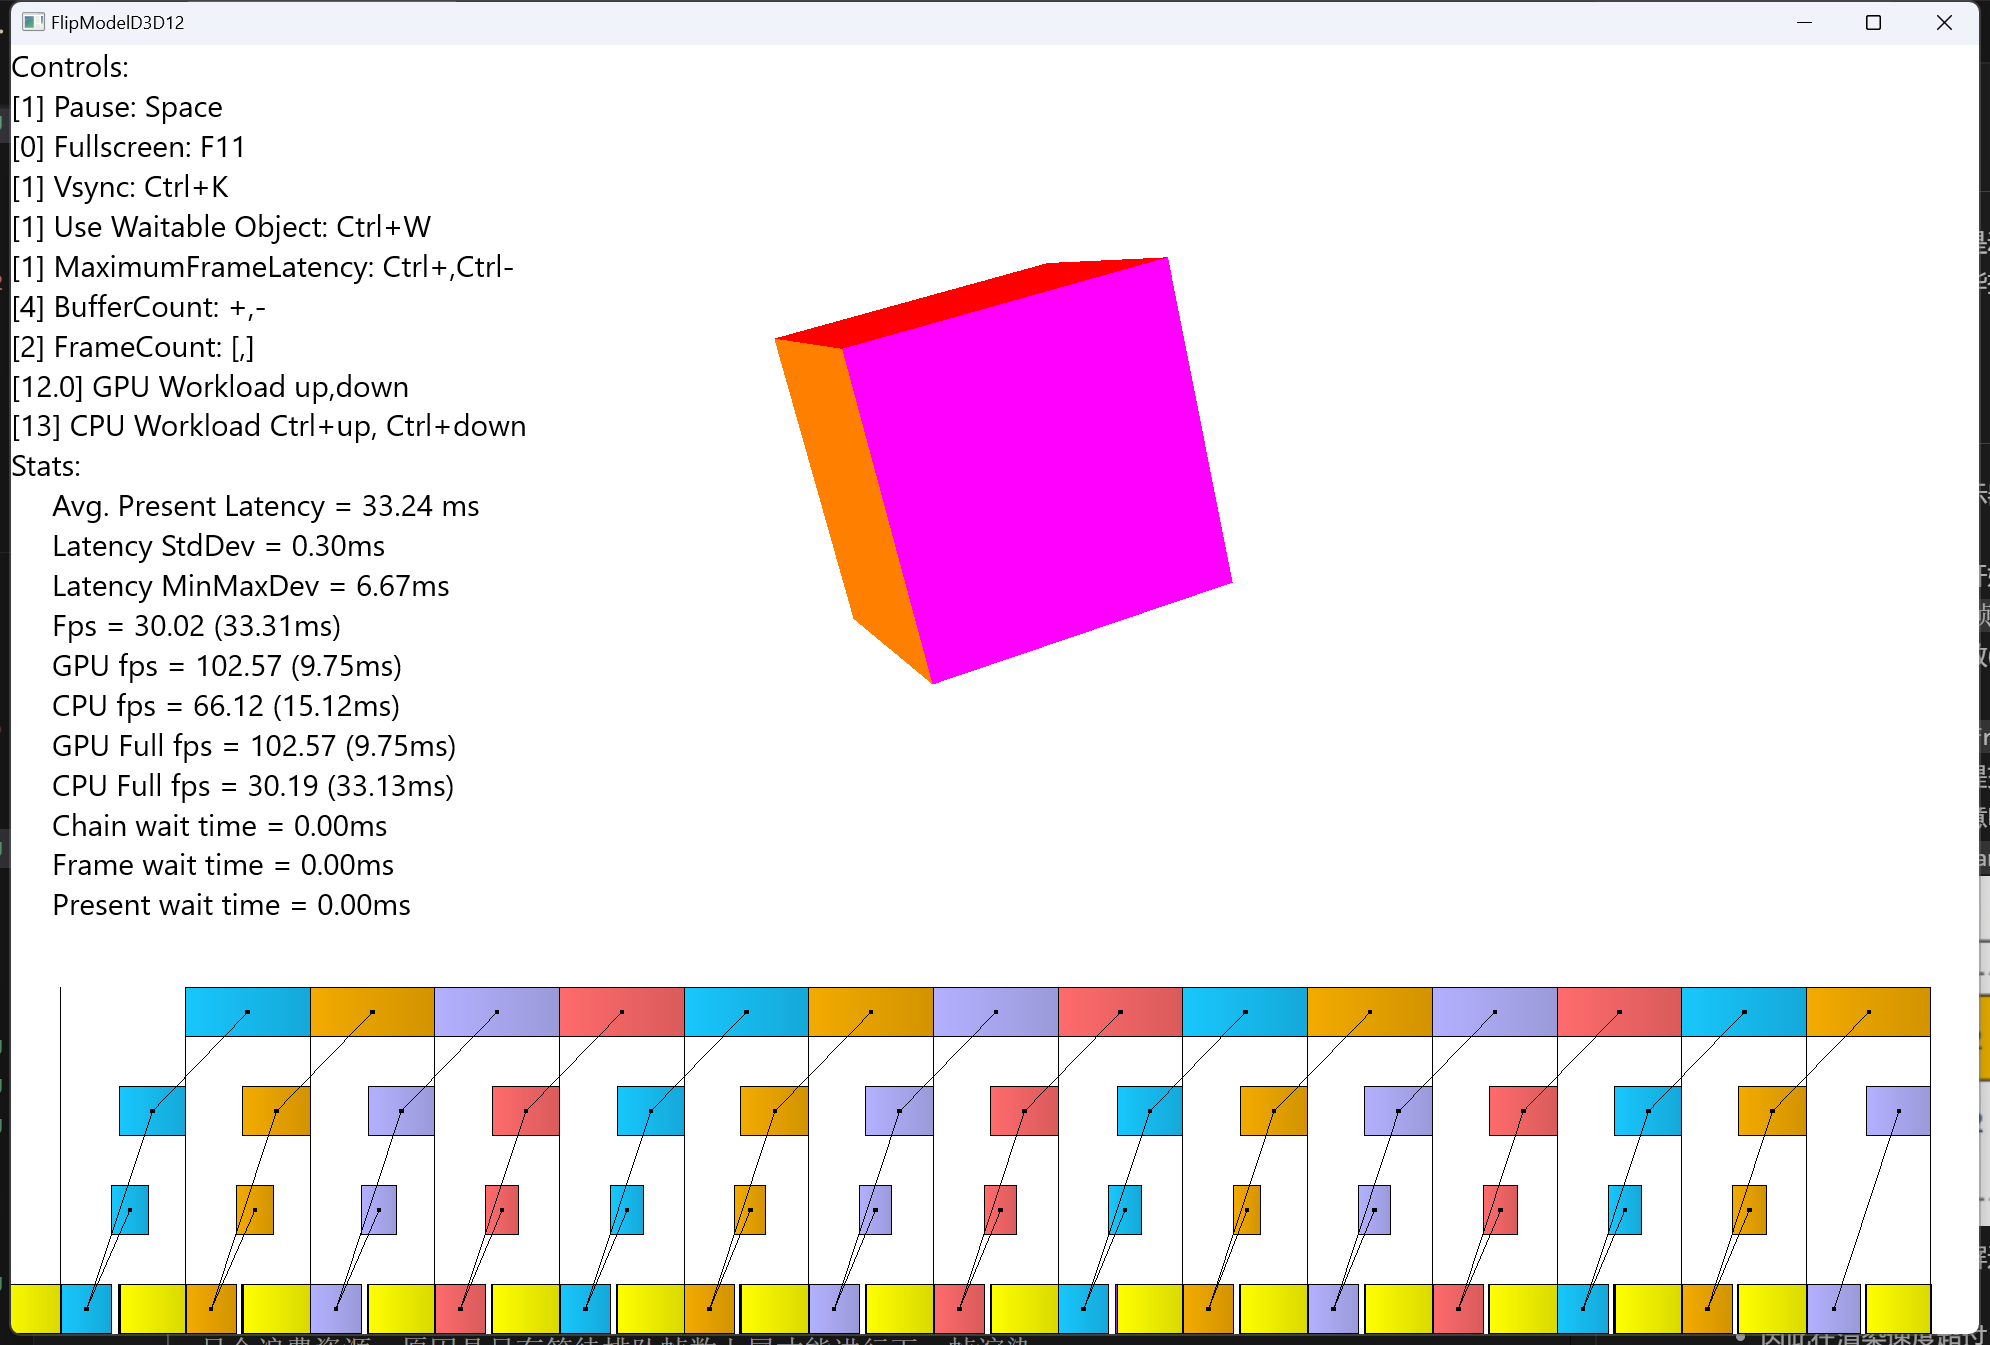 FlipModelD3D12
Controls:
[1] Pause: Space
[0] Fullscreen: F11
[1] Vsync: Ctrl+K
[1] Use Waitable Object: Ctrl+W
[1] MaximumFrameLatency: Ctrl+,Ctrl-
[4] BufferCount: +,-
[2] FrameCount: [,]
[12.0] GPU Workload up,down
[13] CPU Workload Ctrl+up, Ctrl+down
Stats:
Avg. Present Latency = 33.24 ms
Latency StdDev = 0.30ms
Latency MinMaxDev = 6.67ms
Fps = 30.02 (33.31ms)
GPU fps = 102.57 (9.75ms)
CPU fps = 66.12 (15.12ms)
GPU Full fps = 102.57 (9.75ms)
CPU Full fps = 30.19 (33.13ms)
Chain wait time = 0.00ms
Frame wait time = 0.00ms
Present wait time = 0.00ms